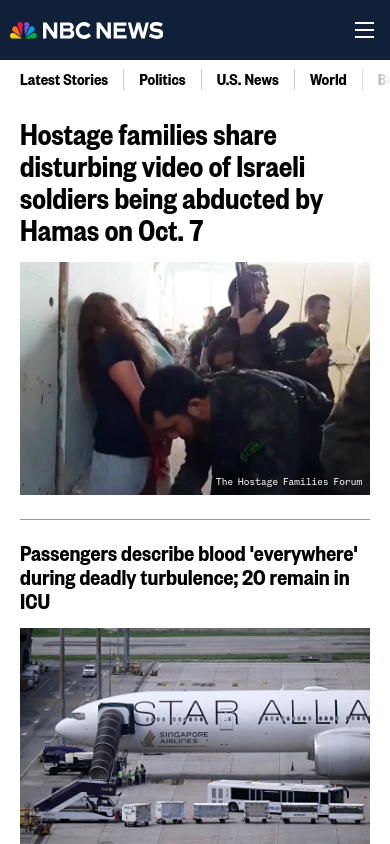 NBC NEWS
Latest Stories
Politics
U.S. News
World
Hostage families share
disturbing video of Israeli
soldiers being abducted by
Hamas on Oct. 7
The Hostage Families Forum
Passengers describe blood 'everywhere'
during deadly turbulence; 20 remain in
ICU
STAR ALLIA
SINGAPORE
AIRLINES